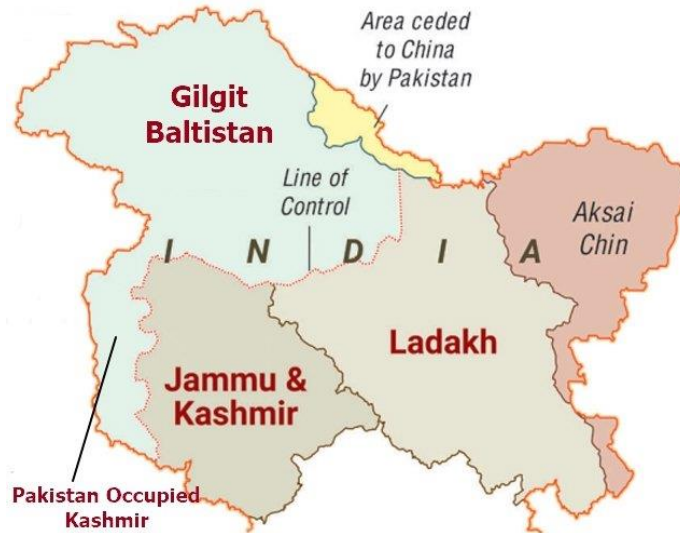 Area ceded
to China
by Pakistan
Gilgit
Baltistan
Line of
Control
Aksai
Chin
I N D I A
Ladakh
Jammu &
Kashmir
Pakistan Occupied
Kashmir